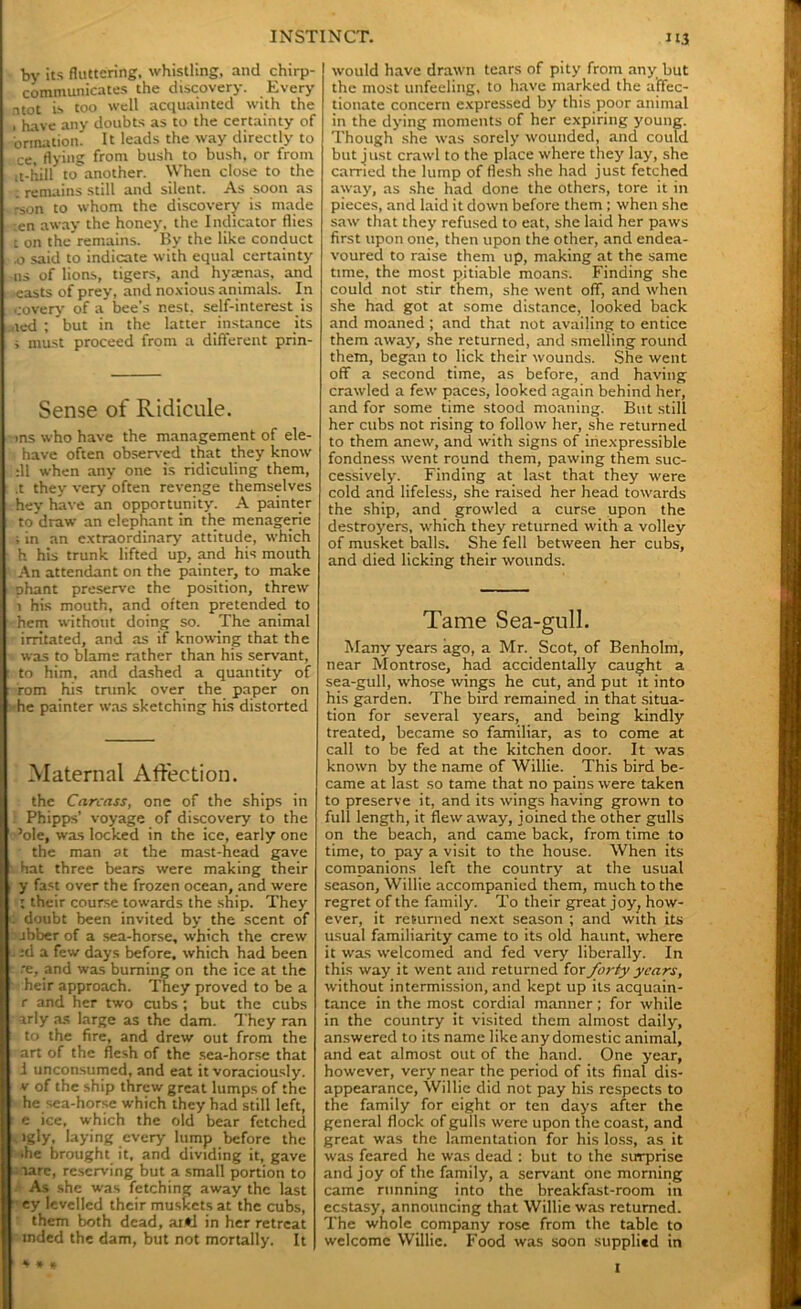 INSTINCT.
113
by its fluttering, whistling, and chirp-
communicates the discovery. Every
ntot is too well acquainted with the
, have any doubts as to the certainty of
ormation. It leads the way directly to
ce, flying from bush to bush, or from
it-hill to another. When close to the
remains still and silent. As soon as
rson to whom the discovery is made
en away the honey, the Indicator flies
t on the remains. By the like conduct
o said to indicate with equal certainty
ns of lions, tigers, and hyænas, and
easts of prey, and noxious animals. In
covery of a bee's nest, self-interest is
ned ; but in the latter instance its
s must proceed from a different prin-
Sense of Ridicule.
ons who have the management of ele-
have often observed that they know
ell when any one is ridiculing them,
t they very often revenge themselves
hey have an opportunity. A painter
to draw an elephant in the menagerie
s in an extraordinary attitude, which
h his trunk lifted up, and his mouth
An attendant on the painter, to make
phant preserve the position, threw
n his mouth, and often pretended to
hem without doing so. The animal
irritated, and as if knowing that the
was to blame rather than his servant,
to him, and dashed a quantity of
rom his trunk over the paper on
he painter was sketching his distorted
Maternal Affection.
the Carcass, one of the ships in
Phipps' voyage of discovery to the
Pole, was locked in the ice, early one
the man at the mast-head gave
hat three bears were making their
y fast over the frozen ocean, and were
g their course towards the ship. They
doubt been invited by the scent of
ubber of a sea-horse, which the crew
ed a few days before, which had been
re, and was burning on the ice at the
heir approach. They proved to be a
r and her two cubs ; but the cubs
arly as large as the dam. They ran
to the fire, and drew out from the
art of the flesh of the sea-horse that
d unconsumed, and eat it voraciously.
w of the ship threw great lumps of the
he sea-horse which they had still left,
e ice, which the old bear fetched
ngly, laying every lump before the
she brought it, and dividing it, gave
hare, reserving but a small portion to
As she was fetching away the last
ey levelled their muskets at the cubs,
them both dead, and in her retreat
unded the dam, but not mortally. It
* * *
would have drawn tears of pity from any but
the most unfeeling, to have marked the affec-
tionate concern expressed by this poor animal
in the dying moments of her expiring young.
Though she was sorely wounded, and could
but just crawl to the place where they lay, she
carried the lump of flesh she had just fetched
away, as she had done the others, tore it in
pieces, and laid it down before them ; when she
saw that they refused to eat, she laid her paws
first upon one, then upon the other, and endea-
voured to raise them up, making at the same
time, the most pitiable moans. Finding she
could not stir them, she went off, and when
she had got at some distance, looked back
and moaned ; and that not availing to entice
them away, she returned, and smelling round
them, began to lick their wounds. She went
off a second time, as before, and having
crawled a few paces, looked again behind her,
and for some time stood moaning. But still
her cubs not rising to follow her, she returned
to them anew, and with signs of inexpressible
fondness went round them, pawing them suc-
cessively. Finding at last that they were
cold and lifeless, she raised her head towards
the ship, and growled a curse upon the
destroyers, which they returned with a volley
of musket balls. She fell between her cubs,
and died licking their wounds.
Tame Sea-gull.
Many years ago, a Mr. Scot, of Benholm,
near Montrose, had accidentally caught a
sea-gull, whose wings he cut, and put it into
his garden. The bird remained in that situa-
tion for several years, and being kindly
treated, became so familiar, as to come at
call to be fed at the kitchen door. It was
known by the name of Willie. This bird be-
came at last so tame that no pains were taken
to preserve it, and its wings having grown to
full length, it flew away, joined the other gulls
on the beach, and came back, from time to
time, to pay a visit to the house. When its
companions left the country at the usual
season, Willie accompanied them, much to the
regret of the family. To their great joy, how-
ever, it returned next season ; and with its
usual familiarity came to its old haunt, where
it was welcomed and fed very liberally. In
this way it went and returned for forty years,
without intermission, and kept up its acquain-
tance in the most cordial manner ; for while
in the country it visited them almost daily,
answered to its name like any domestic animal,
and eat almost out of the hand. One year,
however, very near the period of its final dis-
appearance, Willie did not pay his respects to
the family for eight or ten days after the
general flock of gulls were upon the coast, and
great was the lamentation for his loss, as it
was feared he was dead : but to the surprise
and joy of the family, a servant one morning
came running into the breakfast-room in
ecstasy, announcing that Willie was returned.
The whole company rose from the table to
welcome Willie. Food was soon supplied in
I